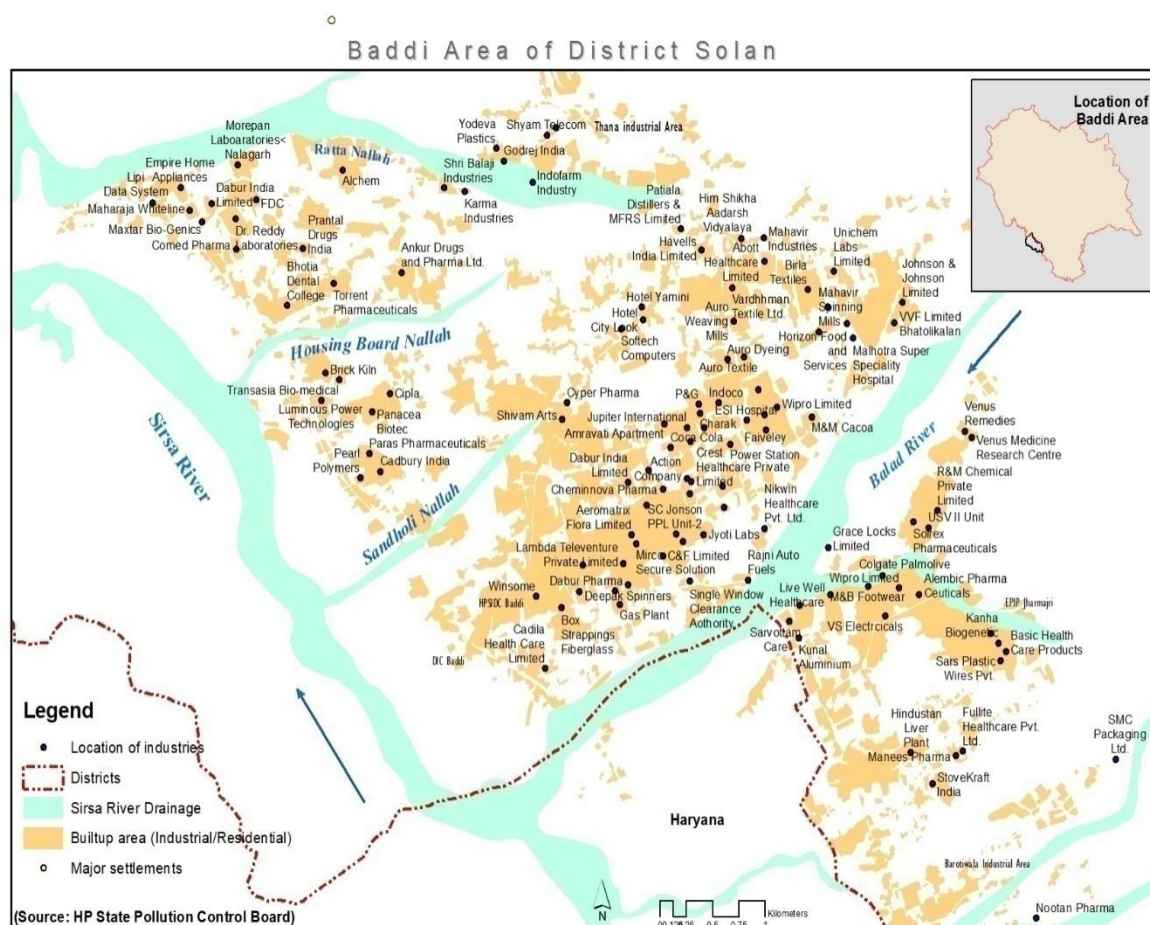 Baddi Area of District Solan
Location of
Baddi Area
Morepan
Laboaratories<
Nalagarh
Empire Home
Lipi Appliances
Data System
Dabur India
Limited
FDC
Maharaja Whiteline
Maxtar Bio-Genics
Dr. Reddy
Comed Pharma Laboratories
Ratta Nallah
Alchem
Prantal
Drugs
India
Bhotia
Dental
College
Torrent
Pharmaceuticals
Ankur Drugs
and Pharma Ltd.
Yodeva
Plastics
Shyam Telecom
Godrej India
Thana industrial Area
Shri Balaji
Industries
Karma
Industries
Indofarm
Industry
Patiala
Distillers &
MFRS Limited
Him Shikha
Aadarsh
Vidyalaya
Havells
India Limited
Abott
Healthcare
Limited
Mahavir
Industries
Unichem
Labs
Limited
Birla
Textiles
Johnson &
Johnson
Limited
VVF Limited
Bhatolikalan
Mahavir
Spinning
Mills
Horizon Food
and
Services
Malhotra Super
Speciality
Hospital
Vardhhman
Textile Ltd.
Auro
Weaving
Mills
Auro Dyeing
Auro Textile
Hotel Yamini
Hotel
City Look
Softech
Computers
Housing Board Nallah
Brick Kiln
Transasia Bio-medical
Cipla
Luminous Power
Technologies
Panacea
Biotec
Paras Pharmaceuticals
Pearl
Polymers
Cadbury India
Sirsa River
Sandholi Nallah
Balad River
Cyper Pharma
Shivam Arts
P&G
Indoco
Jupiter International
ESI Hospital
Wipro Limited
M&M Cacoa
Amravati Apartment
Charak
Faiveley
Coca Cola
Crest
Power Station
Dabur India
Limited
Action
Company
Healthcare Private
Limited
Cheminnova Pharma
Nikwin
Healthcare
Pvt. Ltd.
Aeromatrix
Flora Limited
SC Jonson
PPL Unit-2
Jyoti Labs
Lambda Televenture
Private Limited
Mirco
C&F Limited
Secure Solution
Rajni Auto
Fuels
Winsome
HPSIDC Baddi
Dabur Pharma
Deepak Spinners
Gas Plant
Box
Strappings
Fiberglass
Single Window
Clearance
Aothority
Cadila
Health Care
Limited
DIC Baddi
Venus
Remedies
Venus Medicine
Research Centre
R&M Chemical
Private
Limited
USV II Unit
Solrex
Pharmaceuticals
Grace Locks
Limited
Colgate Palmolive
Wipro Limited
Alembic Pharma
Ceuticals
Live Well
Healthcare
M&B Footwear
VS Electrcicals
EPIP Jharmajri
Kanha
Biogenetic
Basic Health
Care Products
Sars Plastic
Wires Pvt.
Sarvottam
Care
Kunal
Aluminium
Hindustan
Liver
Plant
Fullite
Healthcare Pvt.
Ltd.
Manees Pharma
StoveKraft
India
SMC
Packaging
Ltd.
Haryana
Barotiwala Industrial Area
Nootan Pharma
Legend
Location of industries
Districts
Sirsa River Drainage
Builtup area (Industrial/Residential)
Major settlements
(Source: HP State Pollution Control Board)
N
0.5 0.75 1
Kilometers